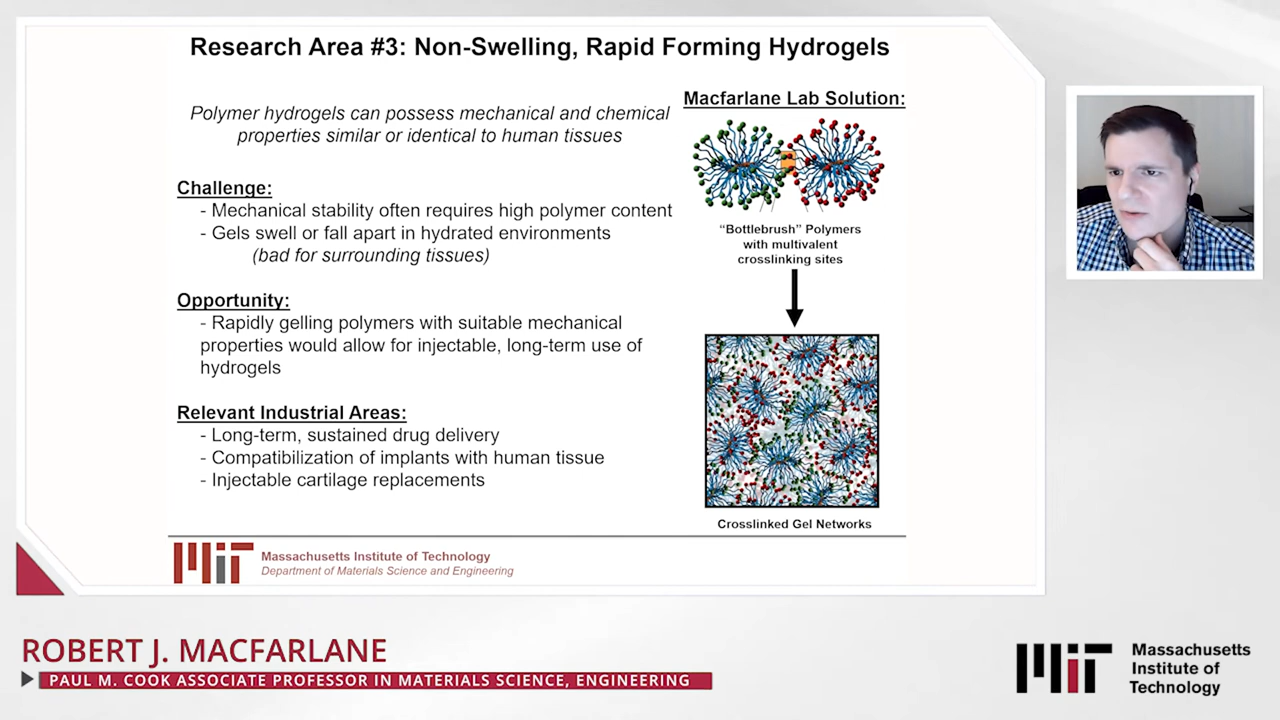 Research Area #3: Non-Swelling, Rapid Forming Hydrogels
Polymer hydrogels can possess mechanical and chemical
properties similar or identical to human tissues
Challenge:
- Mechanical stability often requires high polymer content
- Gels swell or fall apart in hydrated environments
(bad for surrounding tissues)
Opportunity:
- Rapidly gelling polymers with suitable mechanical
properties would allow for injectable, long-term use of
hydrogels
Relevant Industrial Areas:
- Long-term, sustained drug delivery
- Compatibilization of implants with human tissue
- Injectable cartilage replacements
Macfarlane Lab Solution:
“Bottlebrush” Polymers
with multivalent
crosslinking sites
Crosslinked Gel Networks
MIT
Massachusetts Institute of Technology
Department of Materials Science and Engineering
ROBERT J. MACFARLANE
PAUL M. COOK ASSOCIATE PROFESSOR IN MATERIALS SCIENCE, ENGINEERING
MIT
Massachusetts
Institute of
Technology